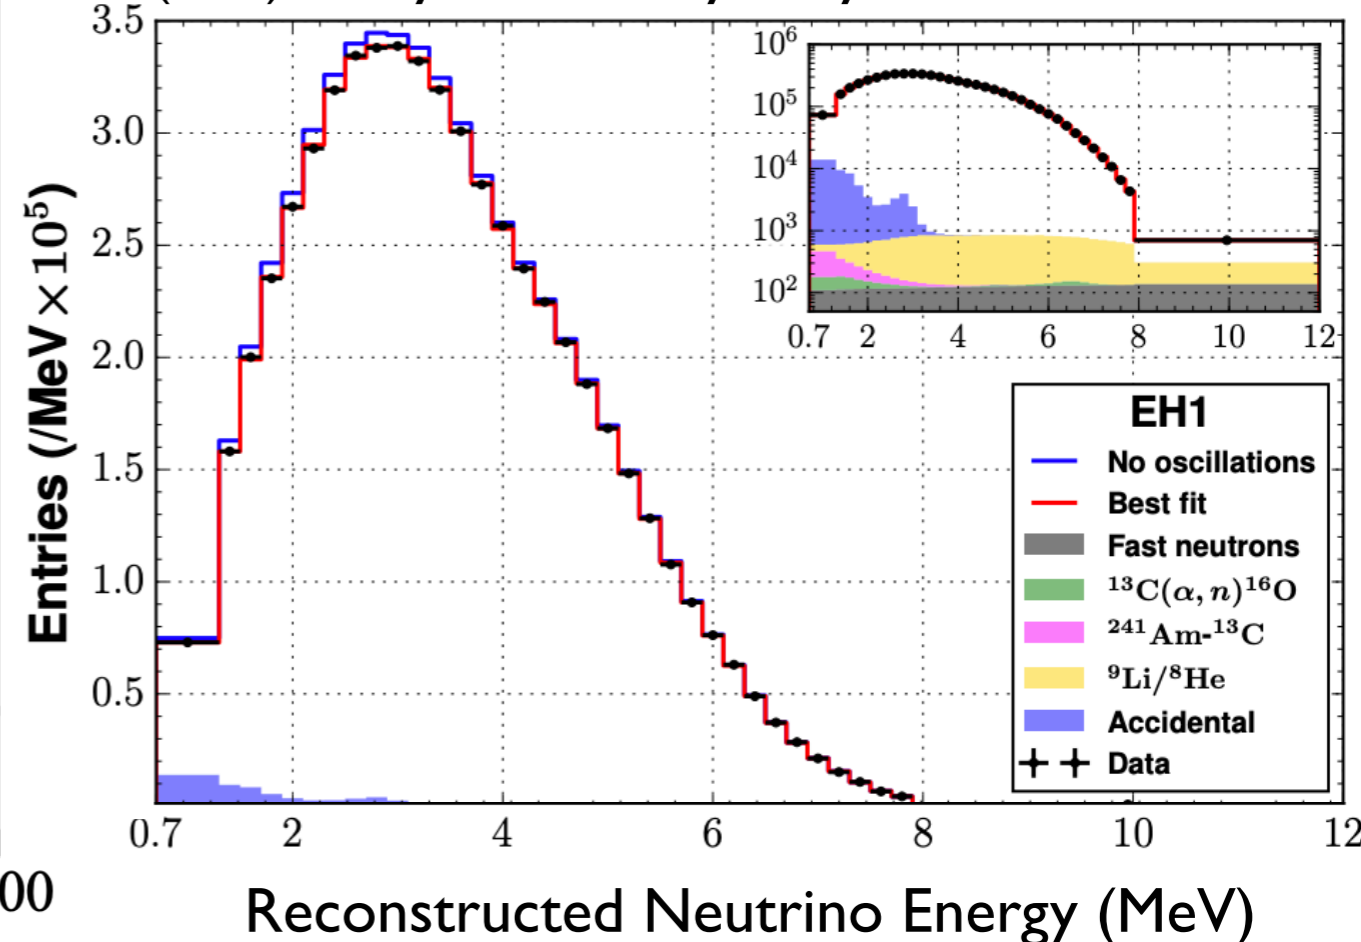 3.5
3.0
2.5
2.0
1.5
1.0
0.5
Entries (/MeV×10⁵)
0.7 2 4 6 8 10 12
Reconstructed Neutrino Energy (MeV)
00
10⁶
10⁵
10⁴
10³
10²
0.7 2 4 6 8 10 12
EH1
No oscillations
Best fit
Fast neutrons
¹³C(α, n)¹⁶O
²⁴¹Am-¹³C
⁹Li/⁸He
Accidental
Data